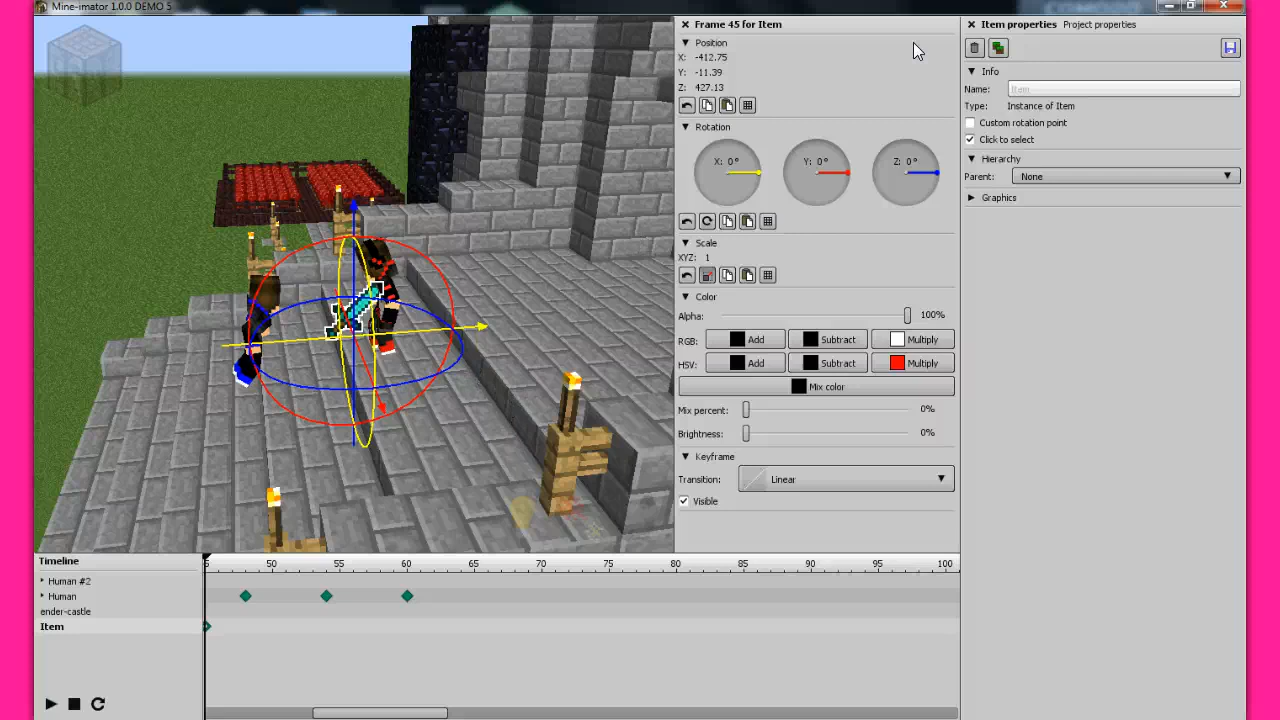 Mine-imator 1.0.0 DEMO 5
Frame 45 for Item
Position
X: -412.75
Y: -11.39
Z: 427.13
Rotation
X: 0° Y: 0° Z: 0°
Scale
XYZ: 1
Color
Alpha: 100%
RGB: Add Subtract Multiply
HSV: Add Subtract Multiply
Mix color
Mix percent: 0%
Brightness: 0%
Keyframe
Transition: Linear
Visible
Item properties Project properties
Info
Name: Item
Type: Instance of Item
Custom rotation point
Click to select
Hierarchy
Parent: None
Graphics
Timeline
50 55 60 65 70 75 80 85 90 95 100
Human #2
Human
ender-castle
Item